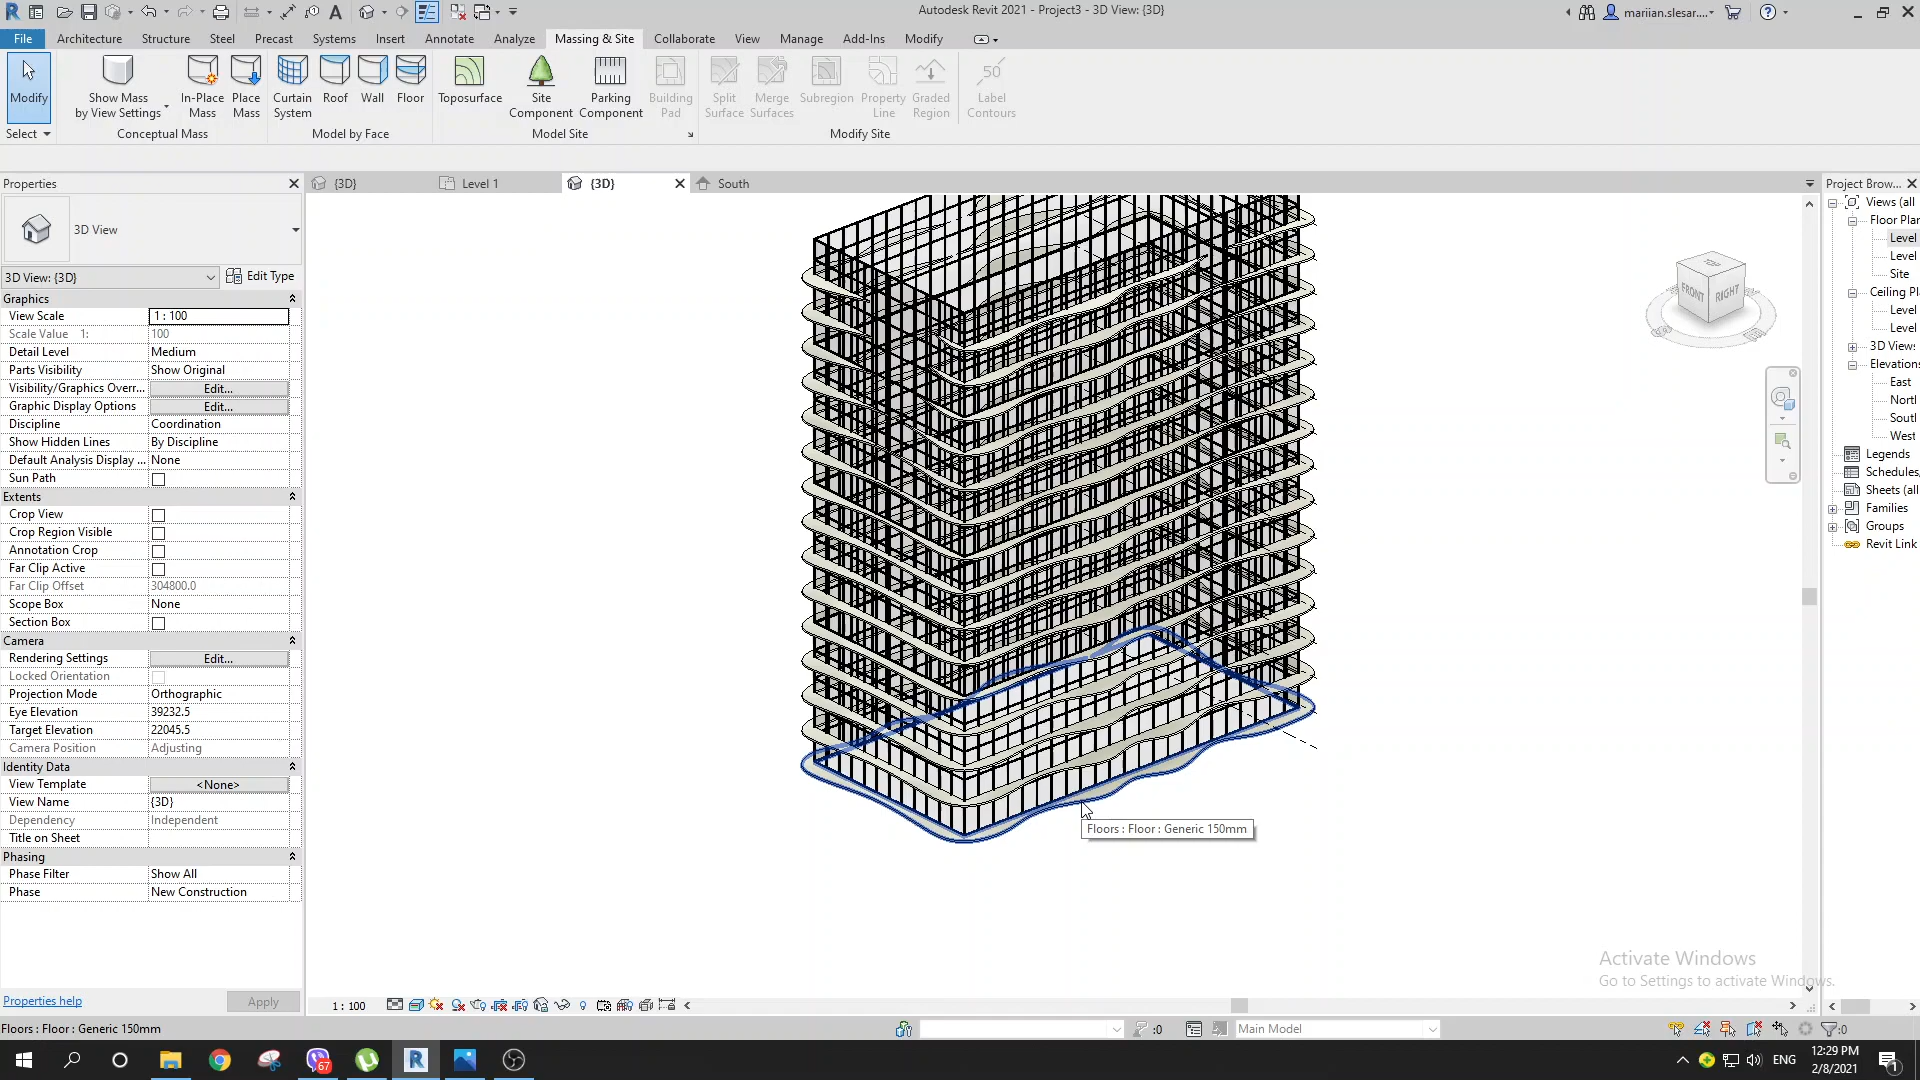 Autodesk Revit 2021 - Project3 - 3D View: {3D}
mariian.slesar....
File Architecture Structure Steel Precast Systems Insert Annotate Analyze Massing & Site Collaborate View Manage Add-Ins Modify
Modify
Show Mass
by View Settings
In-Place
Mass
Place
Mass
Curtain
System
Roof
Wall
Floor
Toposurface
Site
Component
Parking
Component
Building
Pad
Split
Surface
Merge
Surfaces
Subregion
Property
Line
Graded
Region
50
Label
Contours
Select
Conceptual Mass
Model by Face
Model Site
Modify Site
Properties
{3D}
Level 1
{3D}
South
Project Brow...
3D View
3D View: {3D}
Edit Type
Graphics
View Scale 1 : 100
Scale Value 1: 100
Detail Level Medium
Parts Visibility Show Original
Visibility/Graphics Overr... Edit...
Graphic Display Options Edit...
Discipline Coordination
Show Hidden Lines By Discipline
Default Analysis Display ... None
Sun Path
Extents
Crop View
Crop Region Visible
Annotation Crop
Far Clip Active
Far Clip Offset 304800.0
Scope Box None
Section Box
Camera
Rendering Settings Edit...
Locked Orientation
Projection Mode Orthographic
Eye Elevation 39232.5
Target Elevation 22045.5
Camera Position Adjusting
Identity Data
View Template <None>
View Name {3D}
Dependency Independent
Title on Sheet
Phasing
Phase Filter Show All
Phase New Construction
Properties help
Apply
TOP
FRONT
RIGHT
Views (all
Floor Plan
Level
Level
Site
Ceiling Pl
Level
Level
3D Views
Elevations
East
Nortl
Soutl
West
Legends
Schedules,
Sheets (all
Families
Groups
Revit Link
Floors : Floor : Generic 150mm
Activate Windows
Go to Settings to activate Windows.
1 : 100
Floors : Floor : Generic 150mm
:0
Main Model
:0
67
ENG
12:29 PM
2/8/2021
1